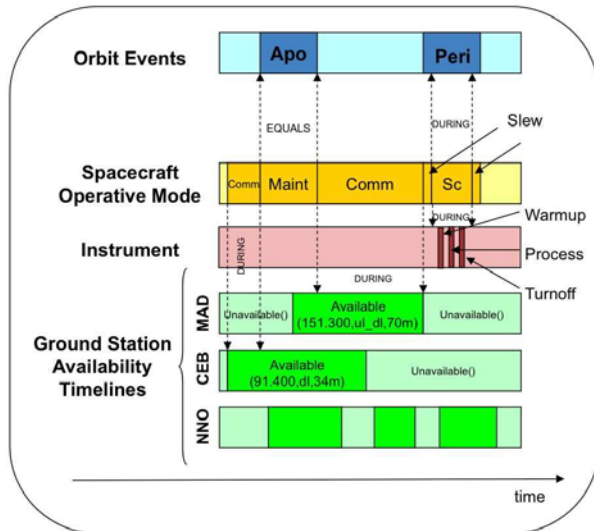 Orbit Events
Apo
Peri
EQUALS
DURING
Slew
Spacecraft
Operative Mode
Comm
Maint
Comm
Sc
DURING
Warmup
Instrument
DURING
Process
DURING
Turnoff
MAD
Unavailable()
Available
(151.300,ul_dl,70m)
Unavailable()
Ground Station
Availability
Timelines
CEB
Available
(91.400,dl,34m)
Unavailable()
NNO
time